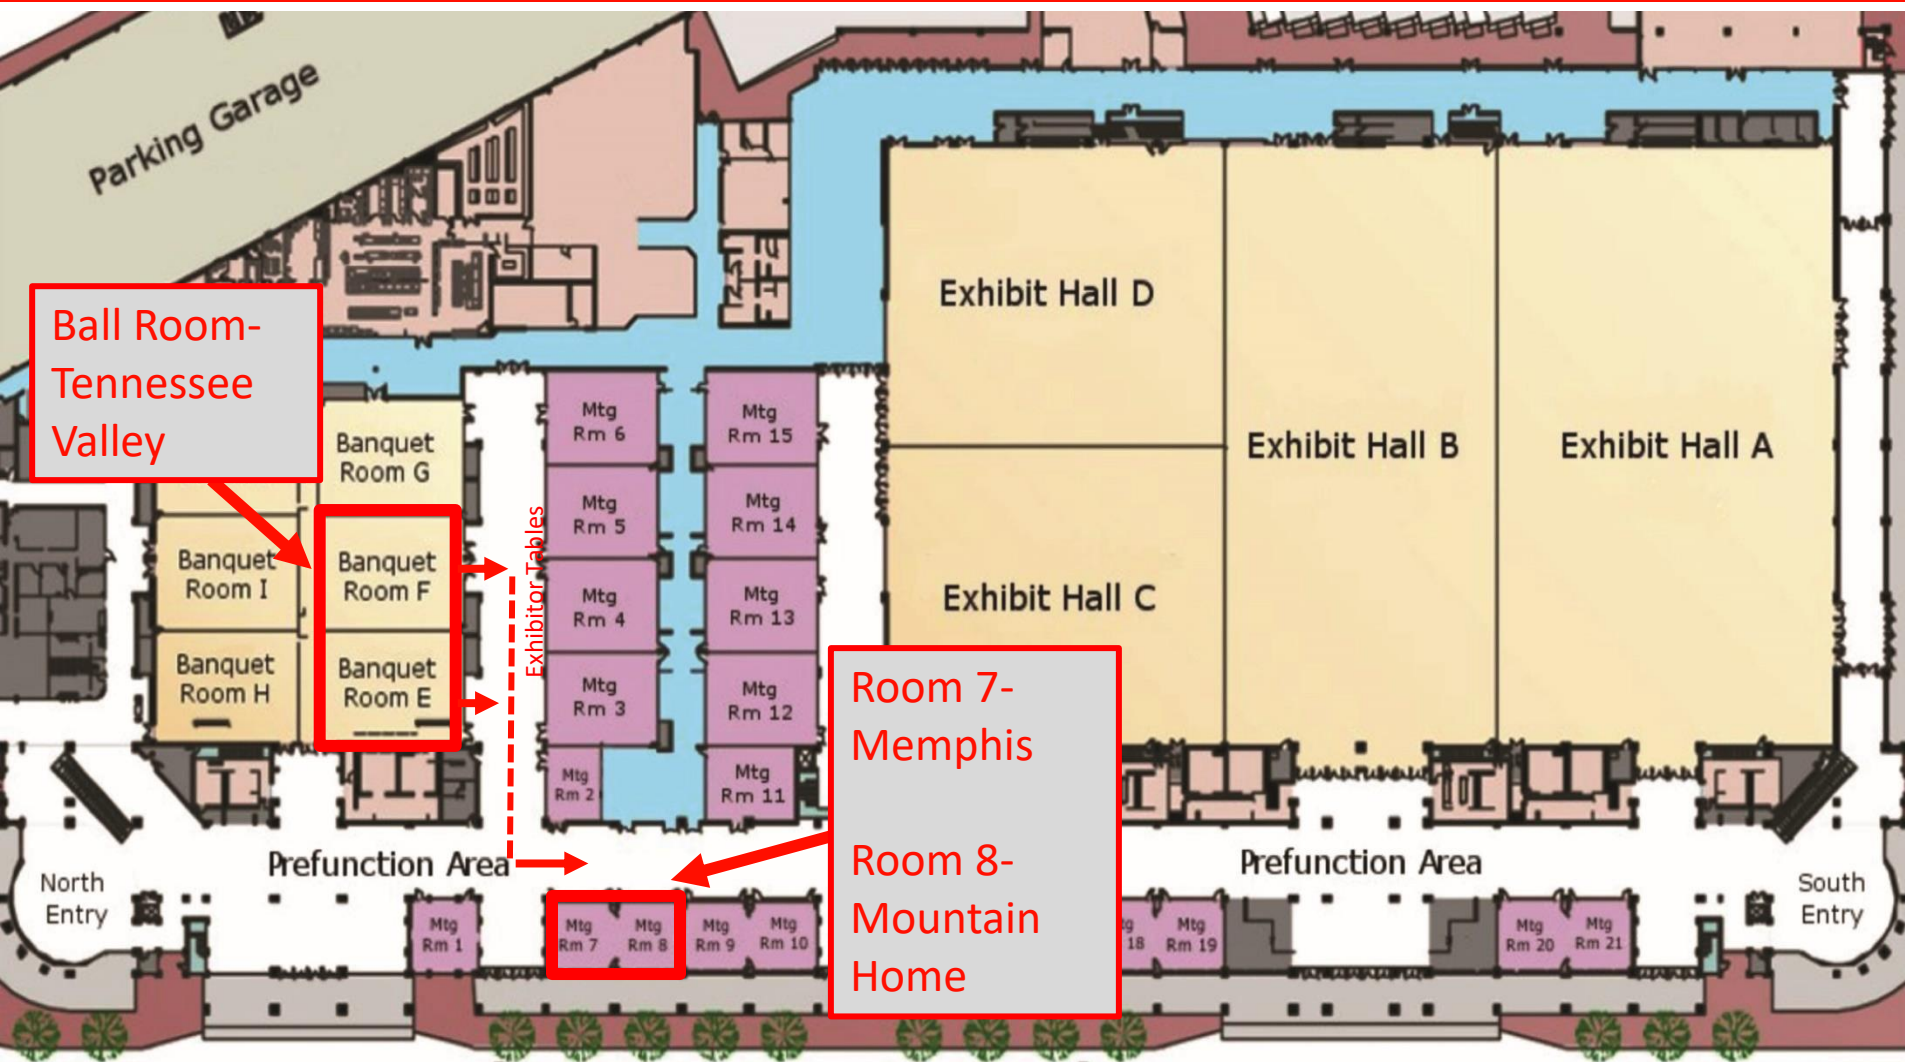 Parking Garage
Ball Room-
Tennessee
Valley
Banquet
Room G
Banquet
Room I
Banquet
Room F
Banquet
Room H
Banquet
Room E
Exhibitor Tables
Mtg
Rm 6
Mtg
Rm 5
Mtg
Rm 4
Mtg
Rm 3
Mtg
Rm 2
Mtg
Rm 15
Mtg
Rm 14
Mtg
Rm 13
Mtg
Rm 12
Mtg
Rm 11
Exhibit Hall D
Exhibit Hall C
Exhibit Hall B
Exhibit Hall A
Room 7-
Memphis
Room 8-
Mountain
Home
Prefunction Area
Prefunction Area
North
Entry
South
Entry
Mtg
Rm 1
Mtg
Rm 7
Mtg
Rm 8
Mtg
Rm 9
Mtg
Rm 10
18
Mtg
Rm 19
Mtg
Rm 20
Mtg
Rm 21